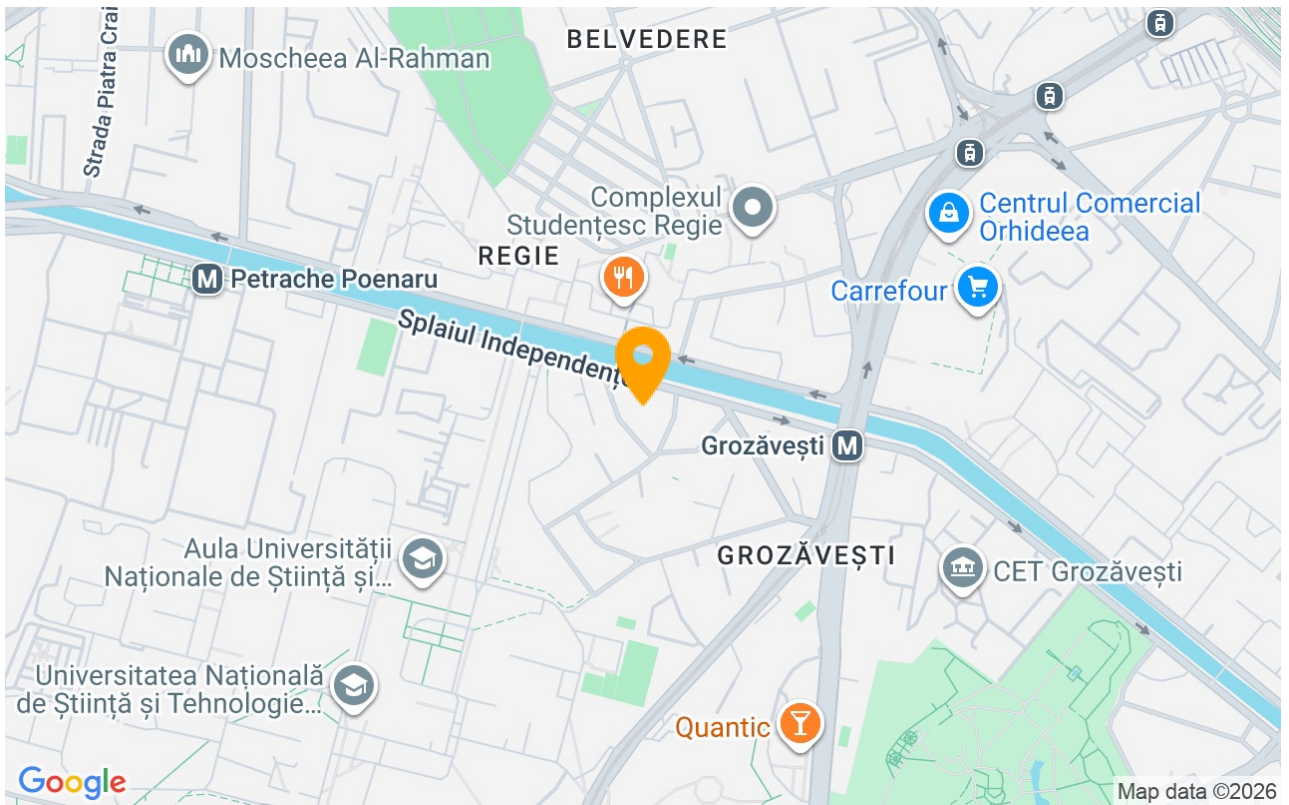 BELVEDERE
Moscheea Al-Rahman
Strada Piatra Crai
Complexul
Studențesc Regie
Centrul Comercial
Orhideea
REGIE
M Petrache Poenaru
Carrefour
Splaiul Independenț
Grozăvești M
Aula Universității
Naționale de Știință și...
GROZĂVEȘTI
CET Grozăvești
Universitatea Națională
de Știință și Tehnologie...
Quantic
Google
Map data ©2026